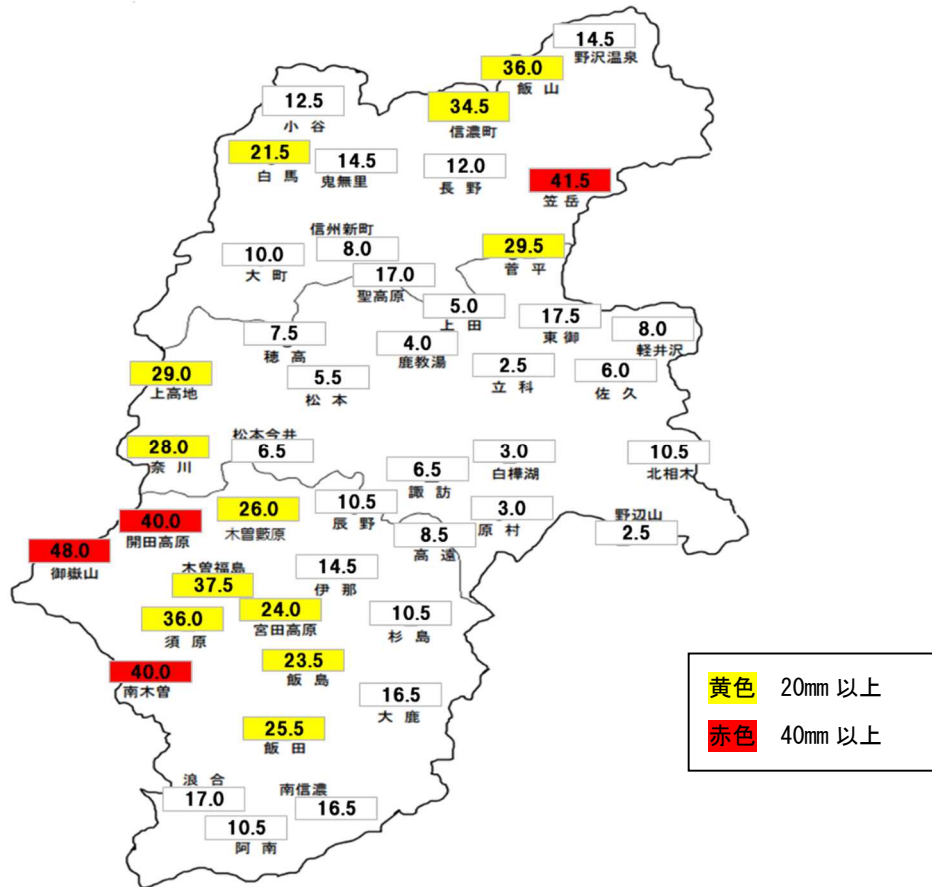 14.5
野沢温泉
36.0
飯山
12.5
小谷
34.5
信濃町
21.5
白馬
14.5
鬼無里
12.0
長野
41.5
笠岳
信州新町
8.0
10.0
大町
29.5
菅平
17.0
聖高原
5.0
上田
17.5
東御
8.0
軽井沢
7.5
穂高
4.0
鹿教湯
2.5
立科
6.0
佐久
29.0
上高地
5.5
松本
28.0
奈川
松本今井
6.5
6.5
諏訪
3.0
白樺湖
10.5
北相木
40.0
開田高原
26.0
木曽藪原
10.5
辰野
8.5
高遠
3.0
原村
野辺山
2.5
48.0
御嶽山
木曽福島
37.5
14.5
伊那
36.0
須原
24.0
宮田高原
10.5
杉島
40.0
南木曽
23.5
飯島
16.5
大鹿
25.5
飯田
浪合
17.0
南信濃
16.5
10.5
阿南
黄色 20mm 以上
赤色 40mm 以上